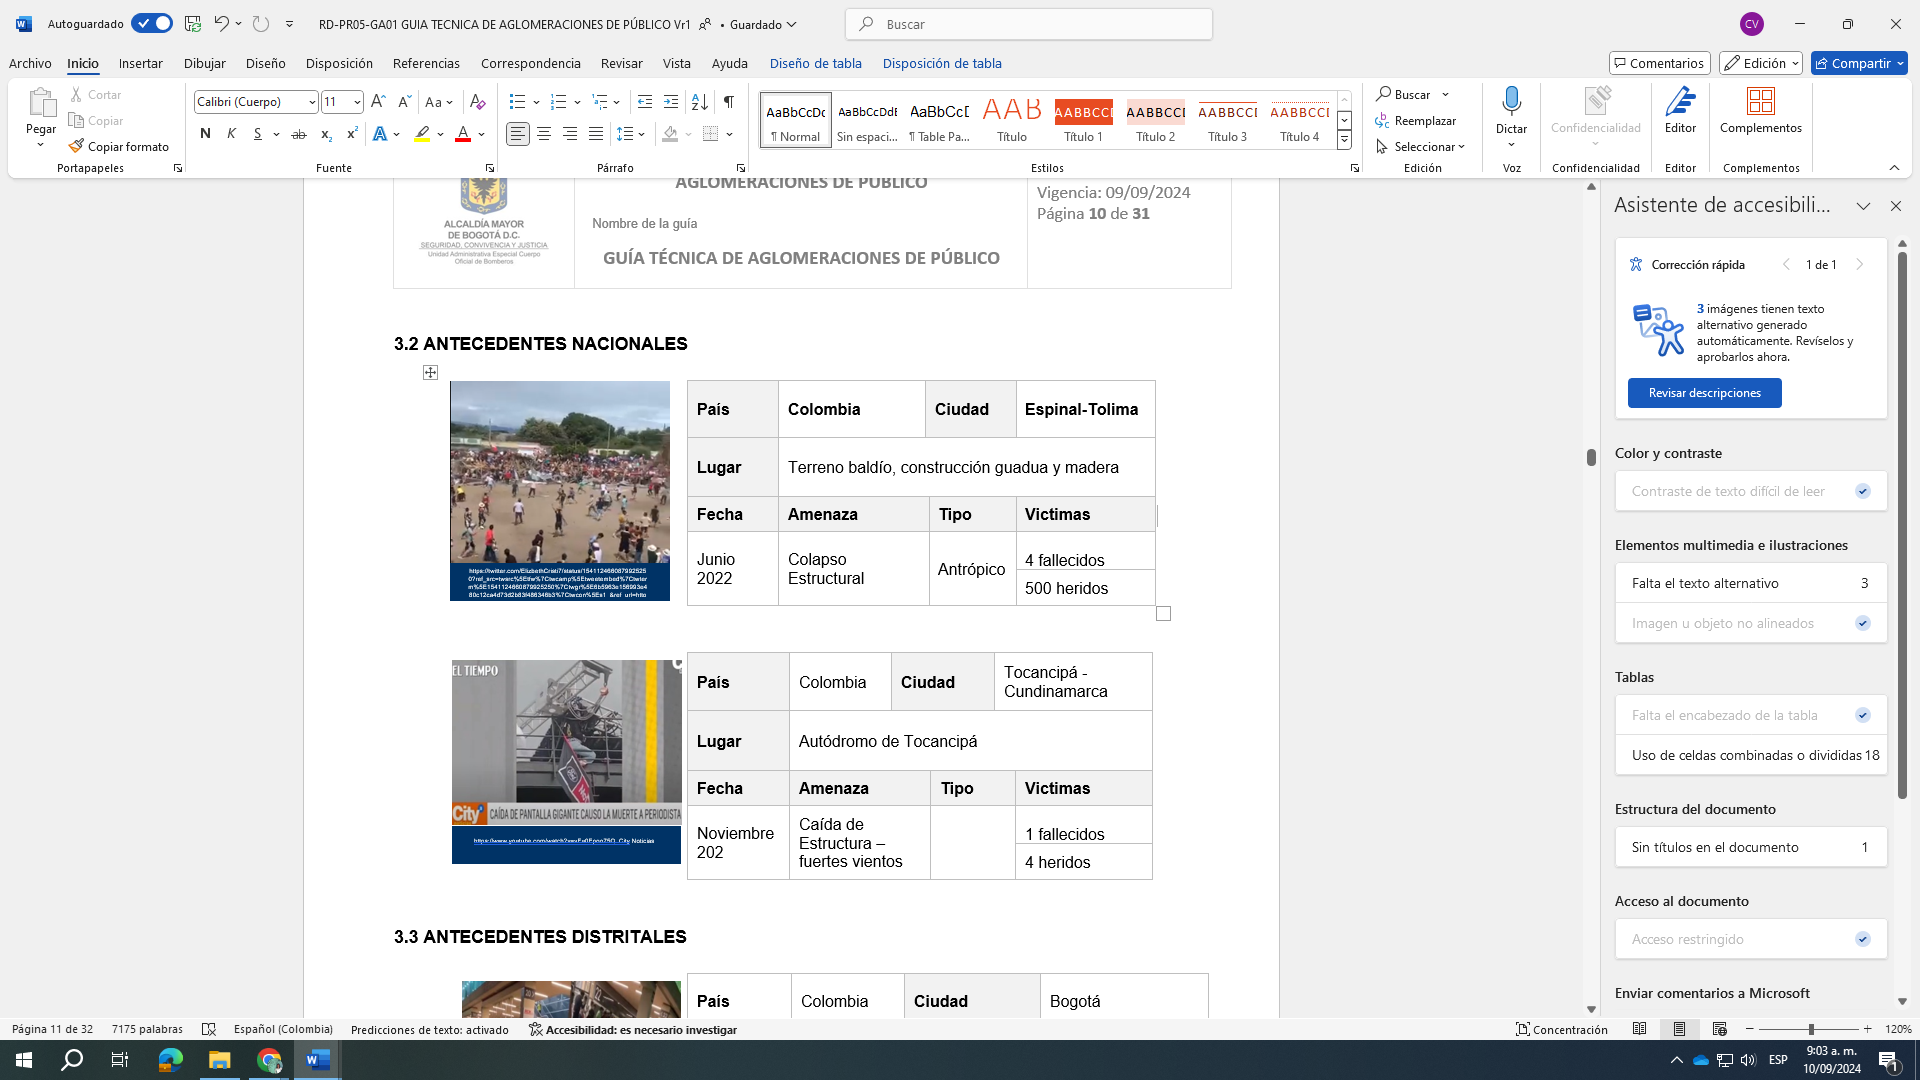 Autoguardado
RD-PR05-GA01 GUIA TECNICA DE AGLOMERACIONES DE PÚBLICO Vr1 • Guardado
Buscar
CV
Archivo Inicio Insertar Dibujar Diseño Disposición Referencias Correspondencia Revisar Vista Ayuda Diseño de tabla Disposición de tabla
Comentarios Edición Compartir
Pegar
Cortar
Copiar
Copiar formato
Portapapeles
Calibri (Cuerpo) 11
Fuente
Párrafo
AaBbCcDc
¶ Normal
AaBbCcDdE
Sin espaci...
AaBbCcD
¶ Table Pa...
AAB
Título
AABBCCI
Título 1
AABBCCI
Título 2
AABBCCI
Título 3
AABBCCI
Título 4
Estilos
Buscar
Reemplazar
Seleccionar
Edición
Dictar
Voz
Confidencialidad
Confidencialidad
Editor
Editor
Complementos
Complementos
ALCALDÍA MAYOR
DE BOGOTÁ D.C.
SEGURIDAD, CONVIVENCIA Y JUSTICIA
Unidad Administrativa Especial Cuerpo
Oficial de Bomberos
AGLOMERACIONES DE PÚBLICO
Nombre de la guía
GUÍA TÉCNICA DE AGLOMERACIONES DE PÚBLICO
Vigencia: 09/09/2024
Página 10 de 31
3.2 ANTECEDENTES NACIONALES
País Colombia Ciudad Espinal-Tolima
Lugar Terreno baldío, construcción guadua y madera
Fecha Amenaza Tipo Victimas
Junio 2022
Colapso Estructural
Antrópico
4 fallecidos
500 heridos
EL TIEMPO
City
CAÍDA DE PANTALLA GIGANTE CAUSO LA MUERTE A PERIODISTA
City Noticias
País Colombia Ciudad Tocancipá - Cundinamarca
Lugar Autódromo de Tocancipá
Fecha Amenaza Tipo Victimas
Noviembre 202
Caída de Estructura – fuertes vientos
1 fallecidos
4 heridos
3.3 ANTECEDENTES DISTRITALES
País Colombia Ciudad Bogotá
Asistente de accesibili...
Corrección rápida 1 de 1
3 imágenes tienen texto
alternativo generado
automáticamente. Revíselos y
apruébarlos ahora.
Revisar descripciones
Color y contraste
Contraste de texto difícil de leer
Elementos multimedia e ilustraciones
Falta el texto alternativo 3
Imagen u objeto no alineados
Tablas
Falta el encabezado de la tabla
Uso de celdas combinadas o divididas 18
Estructura del documento
Sin títulos en el documento 1
Acceso al documento
Acceso restringido
Enviar comentarios a Microsoft
Página 11 de 32 7175 palabras Español (Colombia) Predicciones de texto: activado Accesibilidad: es necesario investigar
Concentración 120%
ESP
9:03 a. m.
10/09/2024
1